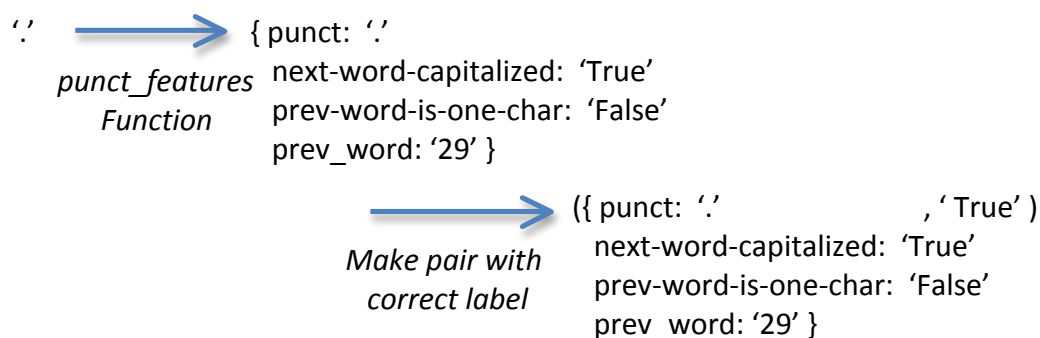 ‘.’
{ punct: ‘.’
next-word-capitalized: ‘True’
prev-word-is-one-char: ‘False’
prev_word: ‘29’ }
punct_features
Function
({ punct: ‘.’ , ‘ True’ )
next-word-capitalized: ‘True’
prev-word-is-one-char: ‘False’
prev word: ‘29’ }
Make pair with
correct label